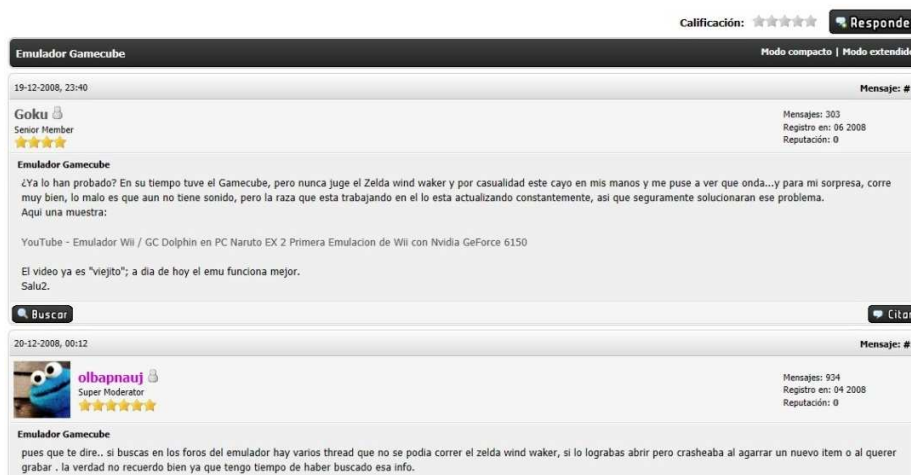 Calificación:
Responde
Emulador Gamecube
Modo compacto | Modo extendido
19-12-2008, 23:40
Mensaje: #
Goku
Senior Member
Mensajes: 303
Registro en: 06 2008
Reputación: 0
Emulador Gamecube
¿Ya lo han probado? En su tiempo tuve el Gamecube, pero nunca juge el Zelda wind waker y por casualidad este cayo en mis manos y me puse a ver que onda...y para mi sorpresa, corre
muy bien, lo malo es que aun no tiene sonido, pero la raza que esta trabajando en el lo esta actualizando constantemente, asi que seguramente solucionaran ese problema.
Aqui una muestra:
YouTube - Emulador Wii / GC Dolphin en PC Naruto EX 2 Primera Emulacion de Wii con Nvidia GeForce 6150
El video ya es "viejito"; a dia de hoy el emu funciona mejor.
Salu2.
Buscar
Citar
20-12-2008, 00:12
Mensaje: #
olbapnauj
Super Moderator
Mensajes: 934
Registro en: 04 2008
Reputación: 0
Emulador Gamecube
pues que te dire.. si buscas en los foros del emulador hay varios thread que no se podia correr el zelda wind waker, si lo lograbas abrir pero crasheaba al agarrar un nuevo item o al querer
grabar . la verdad no recuerdo bien ya que tengo tiempo de haber buscado esa info.